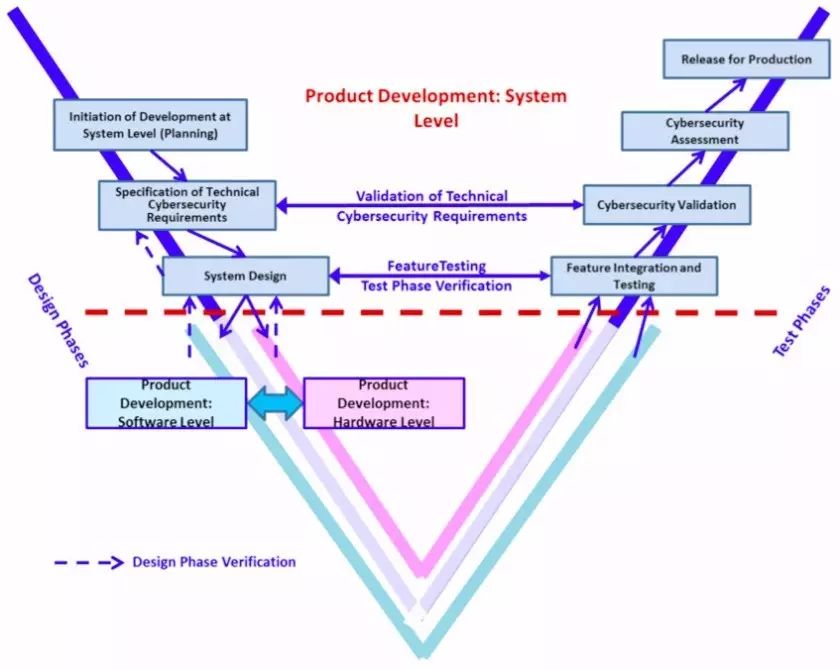 Release for Production
Product Development: System
Level
Initiation of Development at
System Level (Planning)
Cybersecurity
Assessment
Specification of Technical
Cybersecurity
Requirements
Validation of Technical
Cybersecurity Requirements
Cybersecurity Validation
System Design
FeatureTesting
Test Phase Verification
Feature Integration and
Testing
Design Phases
Test Phases
Product
Development:
Software Level
Product
Development:
Hardware Level
Design Phase Verification